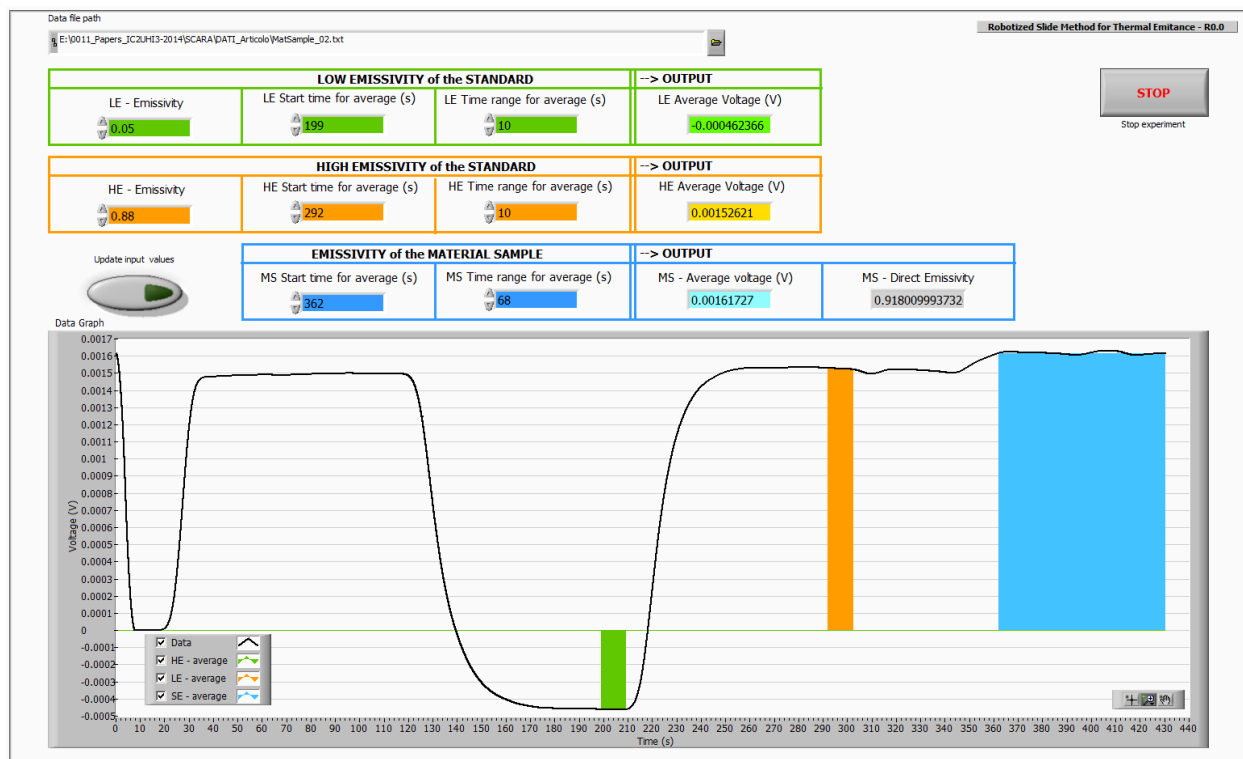 Data file path
E:\0011_Papers_IC2UHI3-2014\SCARA\DATI_Articolo\MatSample_02.txt
Robotized Slide Method for Thermal Emitance - R0.0
LOW EMISSIVITY of the STANDARD --> OUTPUT
LE - Emissivity LE Start time for average (s) LE Time range for average (s) LE Average Voltage (V)
0.05 199 10 -0.000462366
STOP
Stop experiment
HIGH EMISSIVITY of the STANDARD --> OUTPUT
HE - Emissivity HE Start time for average (s) HE Time range for average (s) HE Average Voltage (V)
0.88 292 10 0.00152621
Update input values
EMISSIVITY of the MATERIAL SAMPLE --> OUTPUT
MS Start time for average (s) MS Time range for average (s) MS - Average voltage (V) MS - Direct Emissivity
362 68 0.00161727 0.918009993732
Data Graph
0.0017
0.0016
0.0015
0.0014
0.0013
0.0012
0.0011
0.001
0.0009
0.0008
0.0007
0.0006
0.0005
0.0004
0.0003
0.0002
0.0001
0
-0.0001
-0.0002
-0.0003
-0.0004
-0.0005
Voltage (V)
Data
HE - average
LE - average
SE - average
0 10 20 30 40 50 60 70 80 90 100 110 120 130 140 150 160 170 180 190 200 210 220 230 240 250 260 270 280 290 300 310 320 330 340 350 360 370 380 390 400 410 420 430 440
Time (s)